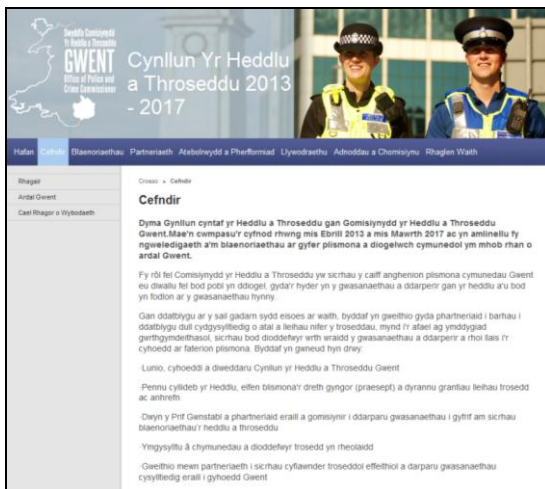 Swyddfa Comisiynydd
Yr Heddlu a Throseddu
GWENT
Office of Police and
Crime Commissioner
Cynllun Yr Heddlu
a Throseddu 2013
- 2017
Hafan Cefndir Blaenoriaethau Partneriaeth Atebolrwydd a Pherfformiad Llywodraethu Adnoddau a Chomisiynu Rhaglen Waith
Rhagair
Ardal Gwent
Cael Rhagor o Wybodaeth
Croeso » Cefndir
Cefndir
Dyma Gynllun cyntaf yr Heddlu a Throseddu gan Gomisiynydd yr Heddlu a Throseddu
Gwent.Mae'n cwmpasu'r cyfnod rhwng mis Ebrill 2013 a mis Mawrth 2017 ac yn amlinellu fy
ngweledigaeth a'm blaenoriaethau ar gyfer plismona a diogelwch cymunedol ym mhob rhan o
ardal Gwent.
Fy rôl fel Comisiynydd yr Heddlu a Throseddu yw sicrhau y caiff anghenion plismona cymunedau Gwent
eu diwallu fel bod pobl yn ddiogel, gyda'r hyder yn y gwasanaethau a ddarperir gan yr heddlu a'u bod
yn fodlon ar y gwasanaethau hynny.
Gan ddatblygu ar y sail gadarn sydd eisoes ar waith, byddaf yn gweithio gyda phartneriaid i barhau i
ddatblygu dull cydgysylltiedig o atal a lleihau nifer y troseddau, mynd i'r afael ag ymddygiad
gwrthgymdeithasol, sicrhau bod dioddefwyr wrth wraidd y gwasanaethau a ddarperir a rhoi llais i'r
cyhoedd ar faterion plismona. Byddaf yn gwneud hyn drwy:
·Lunio, cyhoeddi a diweddaru Cynllun yr Heddlu a Throseddu Gwent
·Pennu cyllideb yr Heddlu, elfen blismona'r dreth gyngor (praesept) a dyrannu grantiau lleihau trosedd
ac anhrefn
·Dwyn y Prif Gwnstabl a phartneriaid eraill a gomisiynir i ddarparu gwasanaethau i gyfrif am sicrhau
blaenoriaethau'r heddlu a throseddu
·Ymgysylltu â chymunedau a dioddefwyr trosedd yn rheolaidd
·Gweithio mewn partneriaeth i sicrhau cyfiawnder troseddol effeithiol a darparu gwasanaethau
cysylltiedig eraill i gyhoedd Gwent